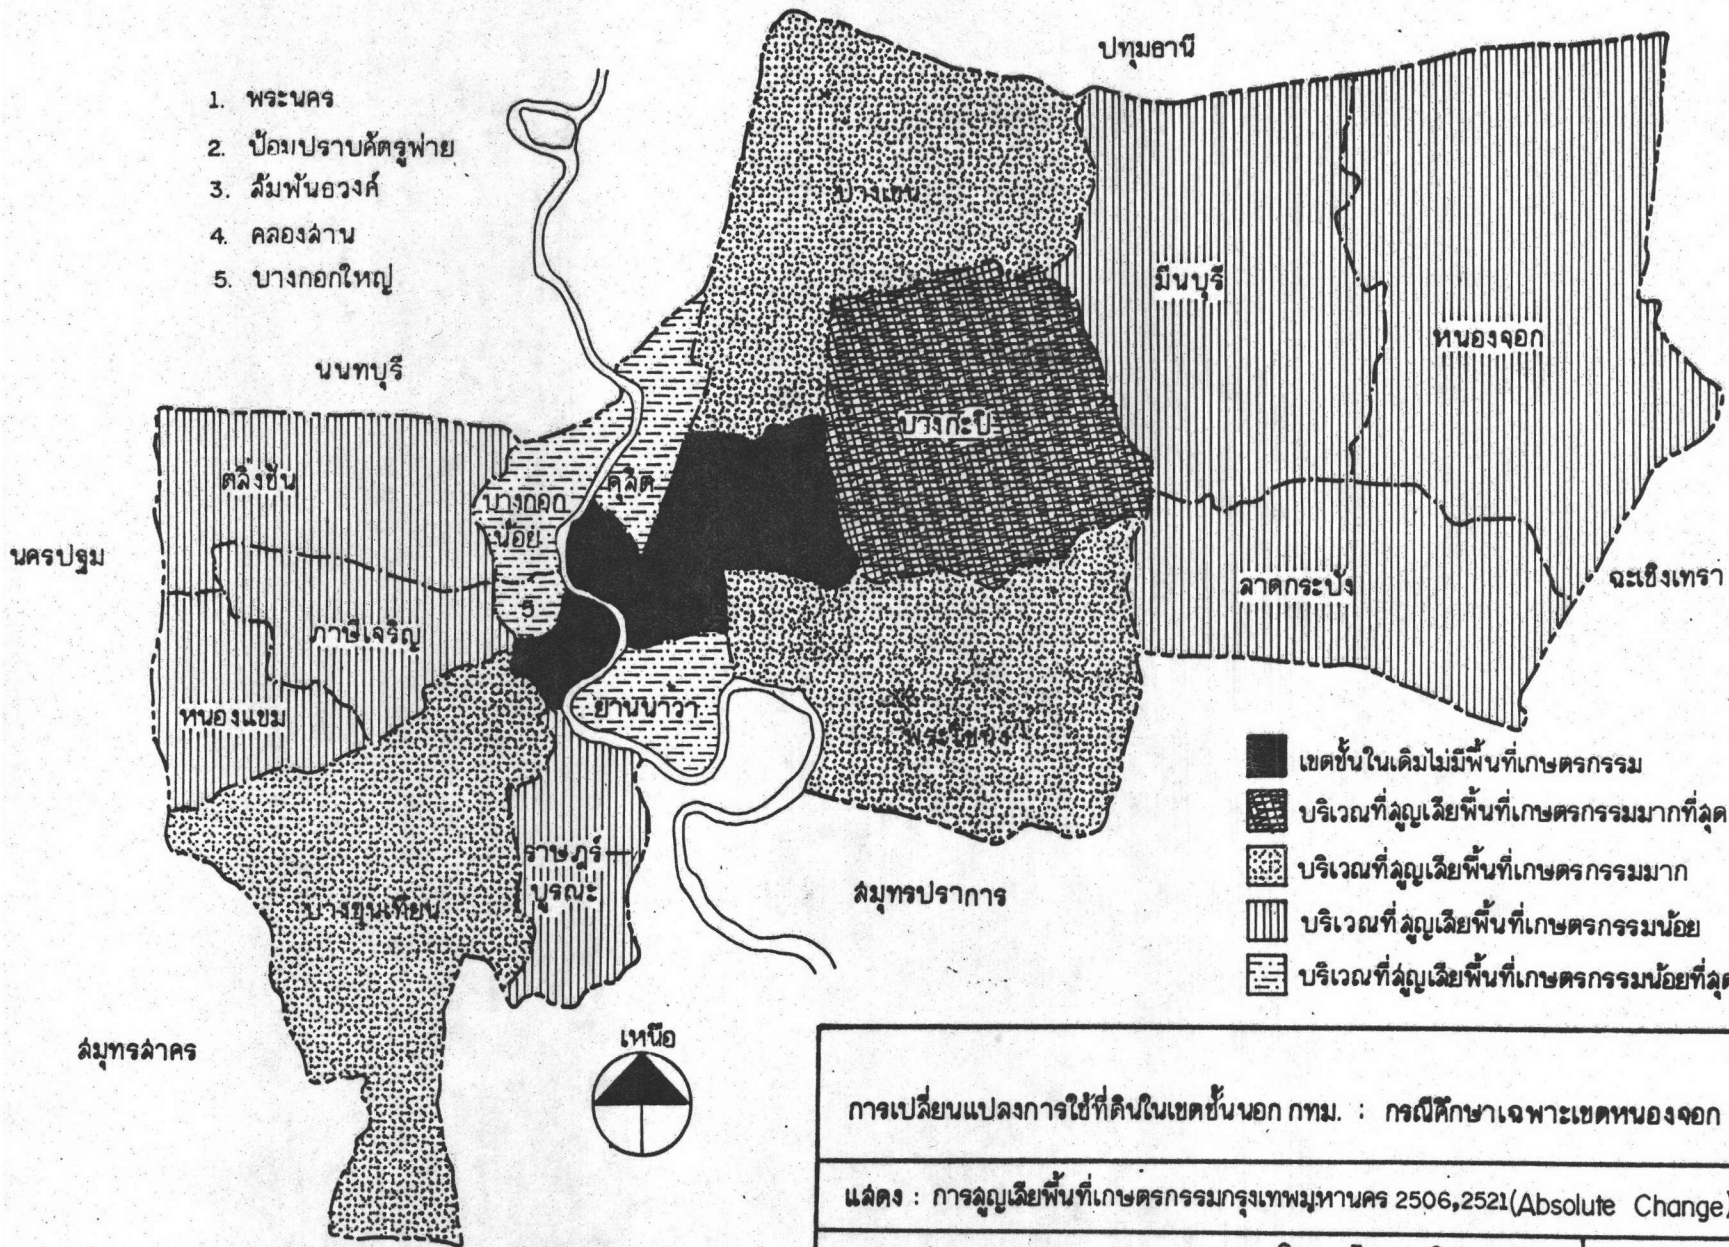 ปทุมธานี
1. พระนคร
2. ป้อมปราบศัตรูพ่าย
3. สัมพันธวงศ์
4. คลองสาน
5. บางกอกใหญ่
บางเขน
มีนบุรี
หนองจอก
นนทบุรี
บางกะปิ
ตลิ่งชัน
ดุสิต
บางกอก
น้อย
นครปฐม
ลาดกระบัง
ฉะเชิงเทรา
5
ภาษีเจริญ
หนองแขม
ยานนาวา
พระโขนง
เขตชั้นในเดิมไม่มีพื้นที่เกษตรกรรม
บริเวณที่สูญเสียพื้นที่เกษตรกรรมมากที่สุด
บริเวณที่สูญเสียพื้นที่เกษตรกรรมมาก
บริเวณที่สูญเสียพื้นที่เกษตรกรรมน้อย
บริเวณที่สูญเสียพื้นที่เกษตรกรรมน้อยที่สุด
ราษฎร์
บูรณะ
บางขุนเทียน
สมุทรปราการ
สมุทรสาคร
เหนือ
การเปลี่ยนแปลงการใช้ที่ดินในเขตชั้นนอก กทม. : กรณีศึกษาเฉพาะเขตหนองจอก
แสดง : การสูญเสียพื้นที่เกษตรกรรมกรุงเทพมหานคร 2506,2521(Absolute Change)